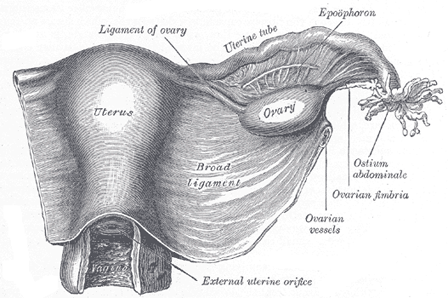 Epoöphoron
Ligament of ovary
Uterine tube
Uterus
Ovary
Broad
ligament
Ostium
abdominale
Ovarian fimbria
Ovarian
vessels
External uterine orifice
Vagina